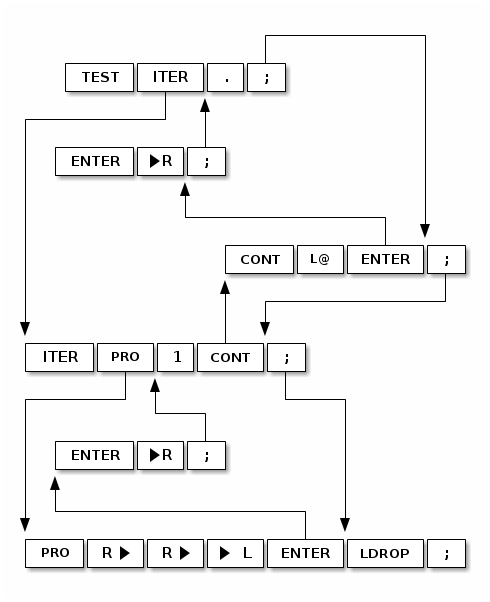 TEST ITER . ;
ENTER ▶R ;
CONT L@ ENTER ;
ITER PRO 1 CONT ;
ENTER ▶R ;
PRO R▶ R▶ ▶ L ENTER LDROP ;